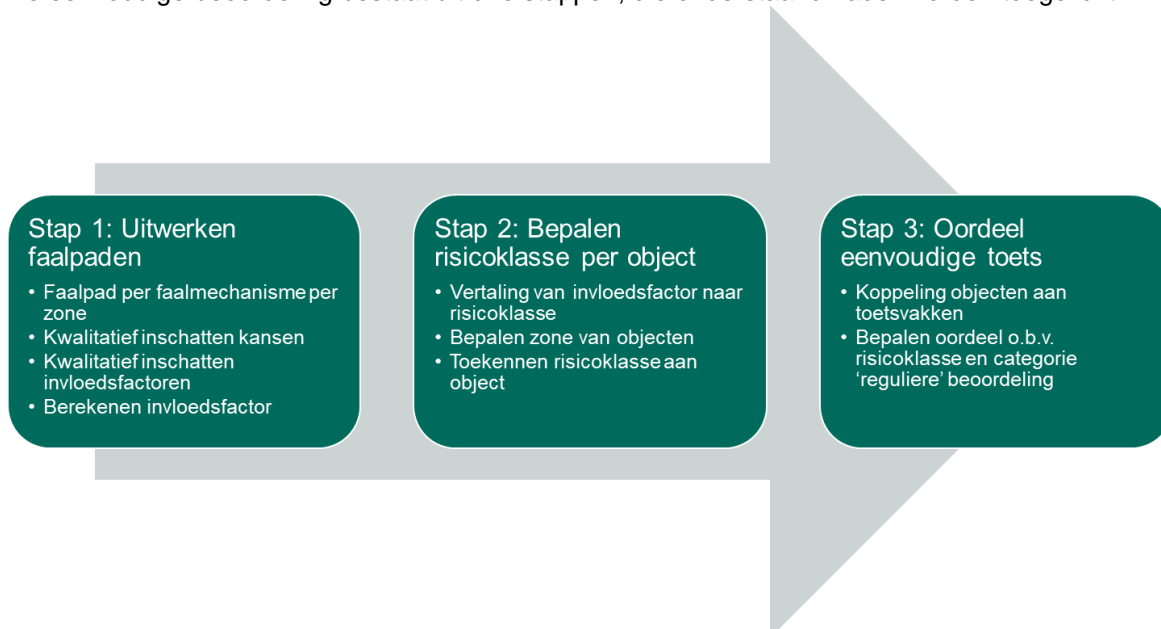 Stap 1: Uitwerken
faalpaden
• Faalpad per faalmechanisme per
zone
• Kwalitatief inschatten kansen
• Kwalitatief inschatten
invloedsfactoren
• Berekenen invloedsfactor
Stap 2: Bepalen
risicoklasse per object
• Vertaling van invloedsfactor naar
risicoklasse
• Bepalen zone van objecten
• Toekennen risicoklasse aan
object
Stap 3: Oordeel
eenvoudige toets
• Koppeling objecten aan
toetsvakken
• Bepalen oordeel o.b.v.
risicoklasse en categorie
‘reguliere’ beoordeling